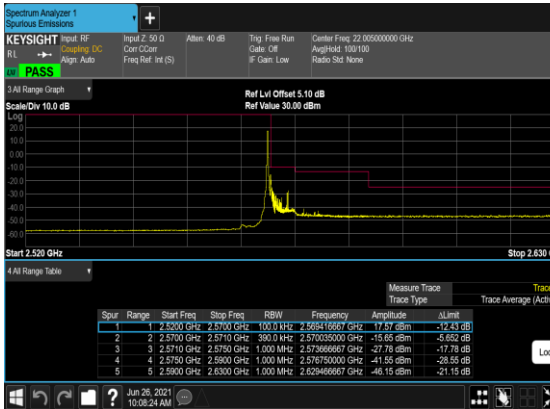 Spectrum Analyzer 1
Spurious Emissions
KEYSIGHT Input: RF Input Z: 50 Ω Atten: 40 dB Trig: Free Run Center Freq: 22.005000000 GHz
RL Coupling: DC Corr CCorr Gate: Off Avg|Hold: 100/100
Align: Auto Freq Ref: Int (S) IF Gain: Low Radio Std: None
PASS
3 All Range Graph
Ref Lvl Offset 5.10 dB
Scale/Div 10.0 dB Ref Value 30.00 dBm
Log
20.0
10.0
0.00
-10.0
-20.0
-30.0
-40.0
-50.0
-60.0
Start 2.520 GHz Stop 2.630
4 All Range Table
Measure Trace Trace
Trace Type Trace Average (Acti
Spur Range Start Freq Stop Freq RBW Frequency Amplitude ΔLimit
1 1 2.5200 GHz 2.5700 GHz 100.0 kHz 2.569416667 GHz 17.57 dBm -12.43 dB
2 2 2.5700 GHz 2.5710 GHz 390.0 kHz 2.570035000 GHz -15.65 dBm -5.652 dB
3 3 2.5710 GHz 2.5750 GHz 1.000 MHz 2.573666667 GHz -27.78 dBm -17.78 dB
4 4 2.5750 GHz 2.5900 GHz 1.000 MHz 2.576750000 GHz -41.55 dBm -28.55 dB
5 5 2.5900 GHz 2.6300 GHz 1.000 MHz 2.629466667 GHz -46.15 dBm -21.15 dB
Loc
Jun 26, 2021
10:08:24 AM